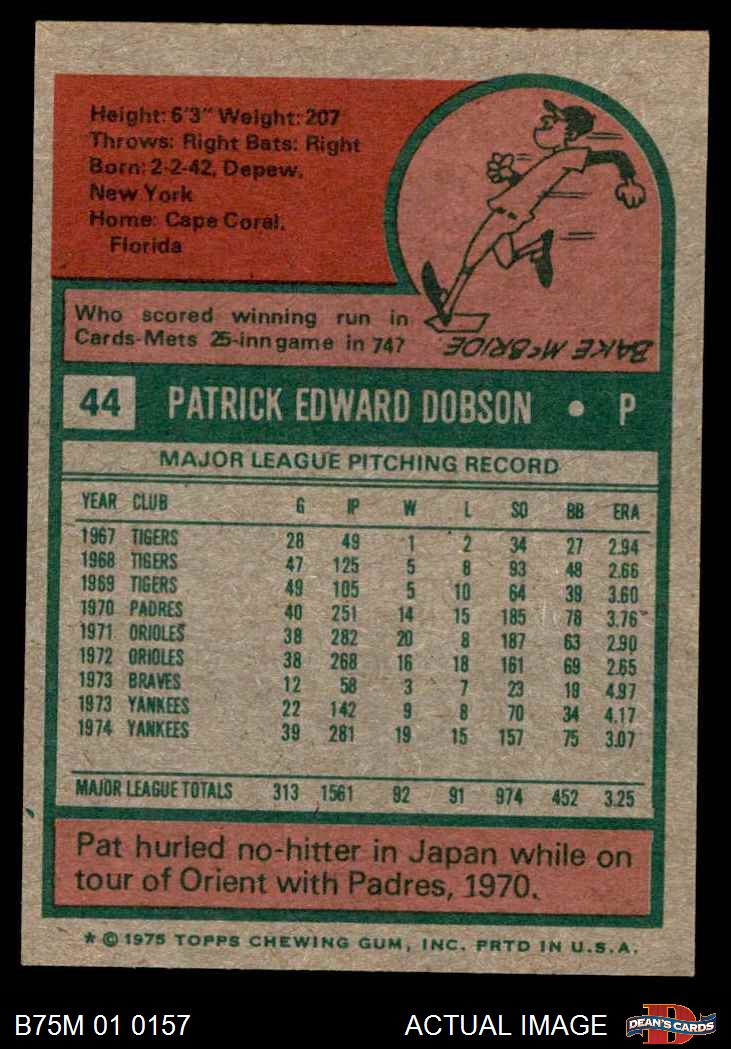 Height: 6'3" Weight: 207
Throws: Right Bats: Right
Born: 2-2-42, Depew,
New York
Home: Cape Coral,
Florida
Who scored winning run in
Cards-Mets 25-inn game in 74?
BAKE McBRIDE.
44 PATRICK EDWARD DOBSON • P
MAJOR LEAGUE PITCHING RECORD
YEAR CLUB G IP W L SO BB ERA
1967 TIGERS 28 49 1 2 34 27 2.94
1968 TIGERS 47 125 5 8 93 48 2.66
1969 TIGERS 49 105 5 10 64 39 3.60
1970 PADRES 40 251 14 15 185 78 3.76
1971 ORIOLES 38 282 20 8 187 63 2.90
1972 ORIOLES 38 268 16 18 161 69 2.65
1973 BRAVES 12 58 3 7 23 19 4.97
1973 YANKEES 22 142 9 8 70 34 4.17
1974 YANKEES 39 281 19 15 157 75 3.07
MAJOR LEAGUE TOTALS 313 1561 92 91 974 452 3.25
Pat hurled no-hitter in Japan while on
tour of Orient with Padres, 1970.
* © 1975 TOPPS CHEWING GUM, INC. PRTD IN U.S.A.
B75M 01 0157 ACTUAL IMAGE D DEAN'S CARDS